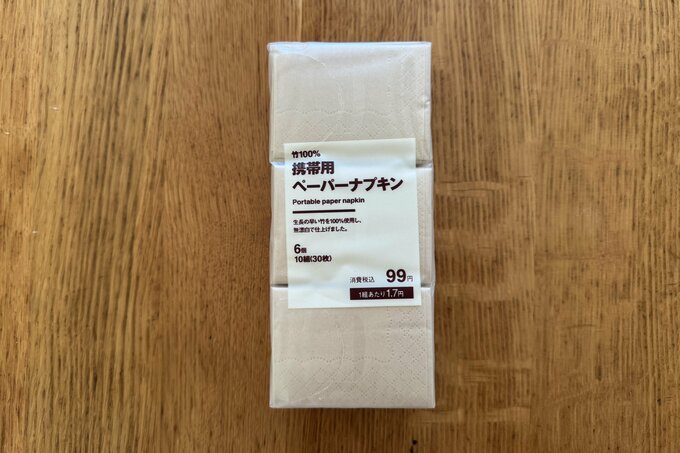 竹100%
携帯用
ペーパーナプキン
Portable paper napkin
生長の早い竹を100%使用し、
無漂白で仕上げました。
6個
10組(30枚)
消費税込 99円
1組あたり1.7円